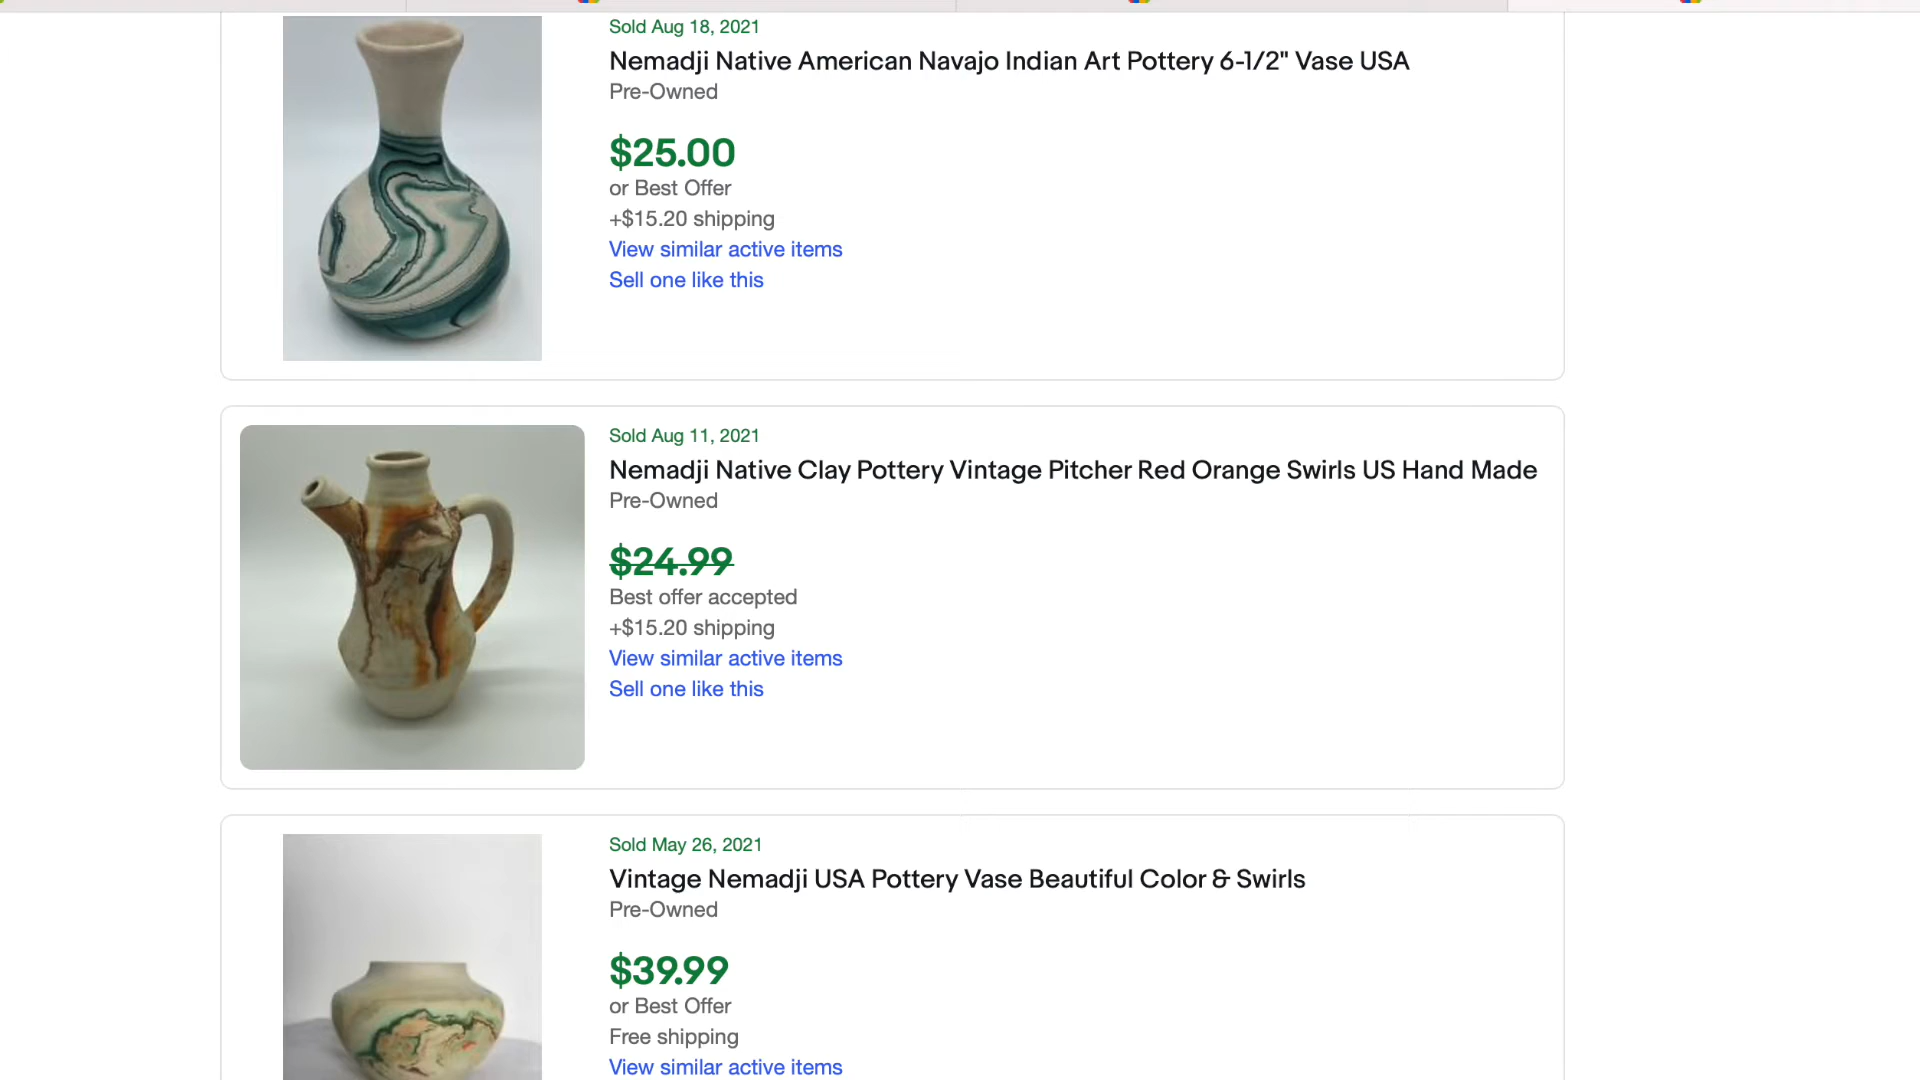 Sold Aug 18, 2021
Nemadji Native American Navajo Indian Art Pottery 6-1/2" Vase USA
Pre-Owned
$25.00
or Best Offer
+$15.20 shipping
View similar active items
Sell one like this
Sold Aug 11, 2021
Nemadji Native Clay Pottery Vintage Pitcher Red Orange Swirls US Hand Made
Pre-Owned
$24.99
Best offer accepted
+$15.20 shipping
View similar active items
Sell one like this
Sold May 26, 2021
Vintage Nemadji USA Pottery Vase Beautiful Color & Swirls
Pre-Owned
$39.99
or Best Offer
Free shipping
View similar active items